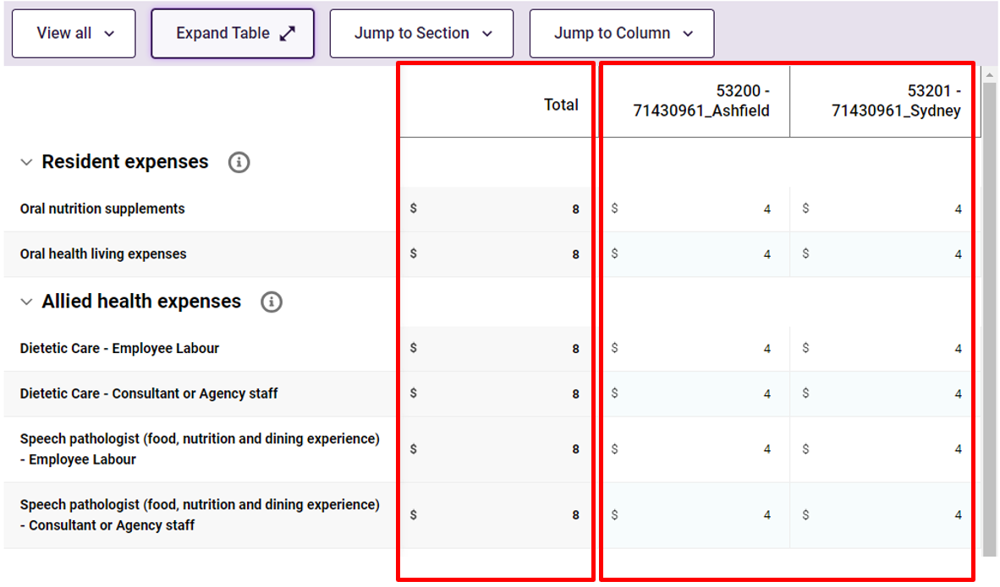 View all
Expand Table
Jump to Section
Jump to Column
Total
53200 -
71430961_Ashfield
53201 -
71430961_Sydney
Resident expenses
Oral nutrition supplements $ 8 $ 4 $ 4
Oral health living expenses $ 8 $ 4 $ 4
Allied health expenses
Dietetic Care - Employee Labour $ 8 $ 4 $ 4
Dietetic Care - Consultant or Agency staff $ 8 $ 4 $ 4
Speech pathologist (food, nutrition and dining experience)
- Employee Labour $ 8 $ 4 $ 4
Speech pathologist (food, nutrition and dining experience)
- Consultant or Agency staff $ 8 $ 4 $ 4